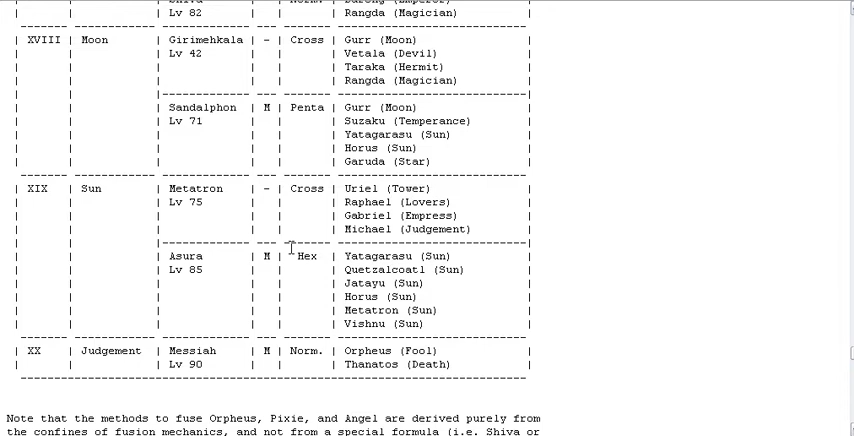 Shiva | | Norm. | Barong (Emperor)
| | | Lv 82 | | | Rangda (Magician) |
------- ----------- ------------- --- ------- -------------------------
| XVIII | Moon | Girimehkala | - | Cross | Gurr (Moon) |
| | | Lv 42 | | | Vetala (Devil) |
| | | | | | Taraka (Hermit) |
| | | | | | Rangda (Magician) |
| | |------------- --- ------- -------------------------|
| | | Sandalphon | M | Penta | Gurr (Moon) |
| | | Lv 71 | | | Suzaku (Temperance) |
| | | | | | Yatagarasu (Sun) |
| | | | | | Horus (Sun) |
| | | | | | Garuda (Star) |
------- ----------- ------------- --- ------- -------------------------
| XIX | Sun | Metatron | - | Cross | Uriel (Tower) |
| | | Lv 75 | | | Raphael (Lovers) |
| | | | | | Gabriel (Empress) |
| | | | | | Michael (Judgement) |
| | |------------- --- ------- -------------------------|
| | | Asura | M | Hex | Yatagarasu (Sun) |
| | | Lv 85 | | | Quetzalcoatl (Sun) |
| | | | | | Jatayu (Sun) |
| | | | | | Horus (Sun) |
| | | | | | Metatron (Sun) |
| | | | | | Vishnu (Sun) |
------- ----------- ------------- --- ------- -------------------------
| XX | Judgement | Messiah | M | Norm. | Orpheus (Fool) |
| | | Lv 90 | | | Thanatos (Death) |
-----------------------------------------------------------------------
Note that the methods to fuse Orpheus, Pixie, and Angel are derived purely from
the confines of fusion mechanics, and not from a special formula (i.e. Shiva or